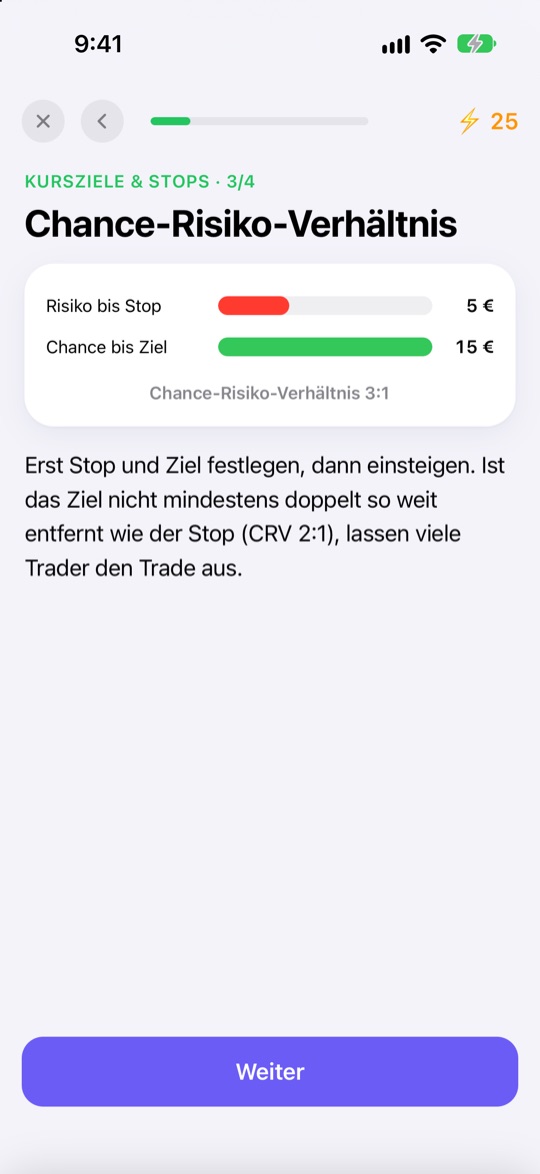 9:41
25
KURSZIELE & STOPS · 3/4
Chance-Risiko-Verhältnis
Risiko bis Stop 5 €
Chance bis Ziel 15 €
Chance-Risiko-Verhältnis 3:1
Erst Stop und Ziel festlegen, dann einsteigen. Ist
das Ziel nicht mindestens doppelt so weit
entfernt wie der Stop (CRV 2:1), lassen viele
Trader den Trade aus.
Weiter